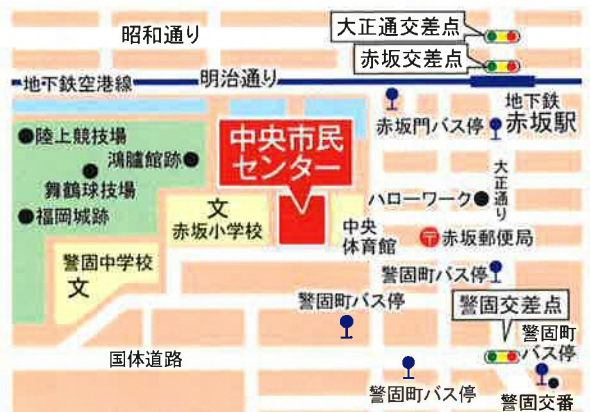 大正通交差点
昭和通り
赤坂交差点
地下鉄空港線
明治通り
地下鉄
赤坂駅
赤坂門バス停
陸上競技場
中央市民
センター
鴻臚館跡
舞鶴球技場
大正通り
ハローワーク
福岡城跡
文
赤坂小学校
中央
体育館
〒
赤坂郵便局
警固中学校
文
警固町バス停
警固町バス停
警固交差点
警固町
バス停
国体道路
警固町バス停
警固交番